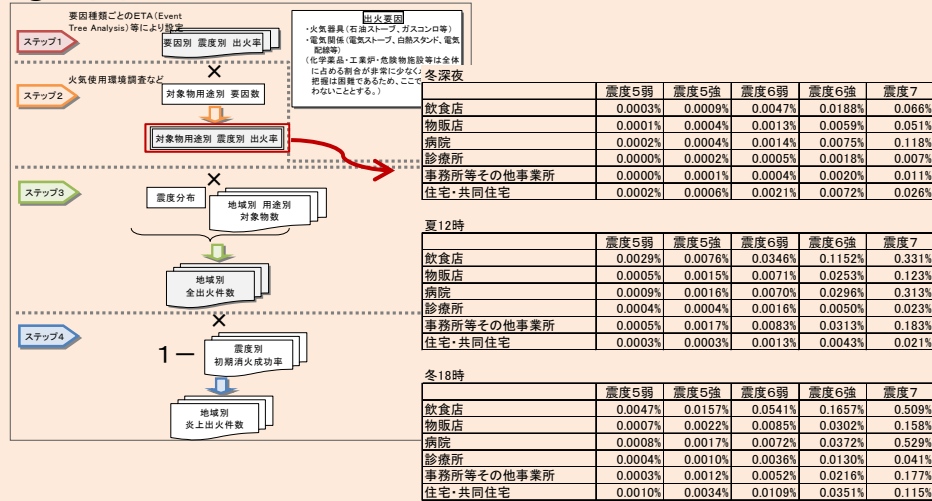 要因種類ごとのETA(Event
Tree Analysis)等により設定
ステップ1
要因別 震度別 出火率
出火要因
・火気器具(石油ストーブ、ガスコンロ等)
・電気関係(電気ストーブ、白熱スタンド、電気
配線等)
(化学薬品・工業炉・危険物施設等は全体
に占める割合が非常に少なく
把握は困難であるため、ここで
わないこととする。)
×
火気使用環境調査など
ステップ2
対象物用途別 要因数
対象物用途別 震度別 出火率
×
ステップ3
震度分布
地域別 用途別
対象物数
地域別
全出火件数
×
ステップ4
1－
震度別
初期消火成功率
地域別
炎上出火件数
冬深夜
震度5弱 震度5強 震度6弱 震度6強 震度7
飲食店 0.0003% 0.0009% 0.0047% 0.0188% 0.066%
物販店 0.0001% 0.0004% 0.0013% 0.0059% 0.051%
病院 0.0002% 0.0004% 0.0014% 0.0075% 0.118%
診療所 0.0000% 0.0002% 0.0005% 0.0018% 0.007%
事務所等その他事業所 0.0000% 0.0001% 0.0004% 0.0020% 0.011%
住宅・共同住宅 0.0002% 0.0006% 0.0021% 0.0072% 0.026%
夏12時
震度5弱 震度5強 震度6弱 震度6強 震度7
飲食店 0.0029% 0.0076% 0.0346% 0.1152% 0.331%
物販店 0.0005% 0.0015% 0.0071% 0.0253% 0.123%
病院 0.0009% 0.0016% 0.0070% 0.0296% 0.313%
診療所 0.0004% 0.0004% 0.0016% 0.0050% 0.023%
事務所等その他事業所 0.0005% 0.0017% 0.0083% 0.0313% 0.183%
住宅・共同住宅 0.0003% 0.0003% 0.0013% 0.0043% 0.021%
冬18時
震度5弱 震度5強 震度6弱 震度6強 震度7
飲食店 0.0047% 0.0157% 0.0541% 0.1657% 0.509%
物販店 0.0007% 0.0022% 0.0085% 0.0302% 0.158%
病院 0.0008% 0.0017% 0.0072% 0.0372% 0.529%
診療所 0.0004% 0.0010% 0.0036% 0.0130% 0.041%
事務所等その他事業所 0.0003% 0.0012% 0.0052% 0.0216% 0.177%
住宅・共同住宅 0.0010% 0.0034% 0.0109% 0.0351% 0.115%